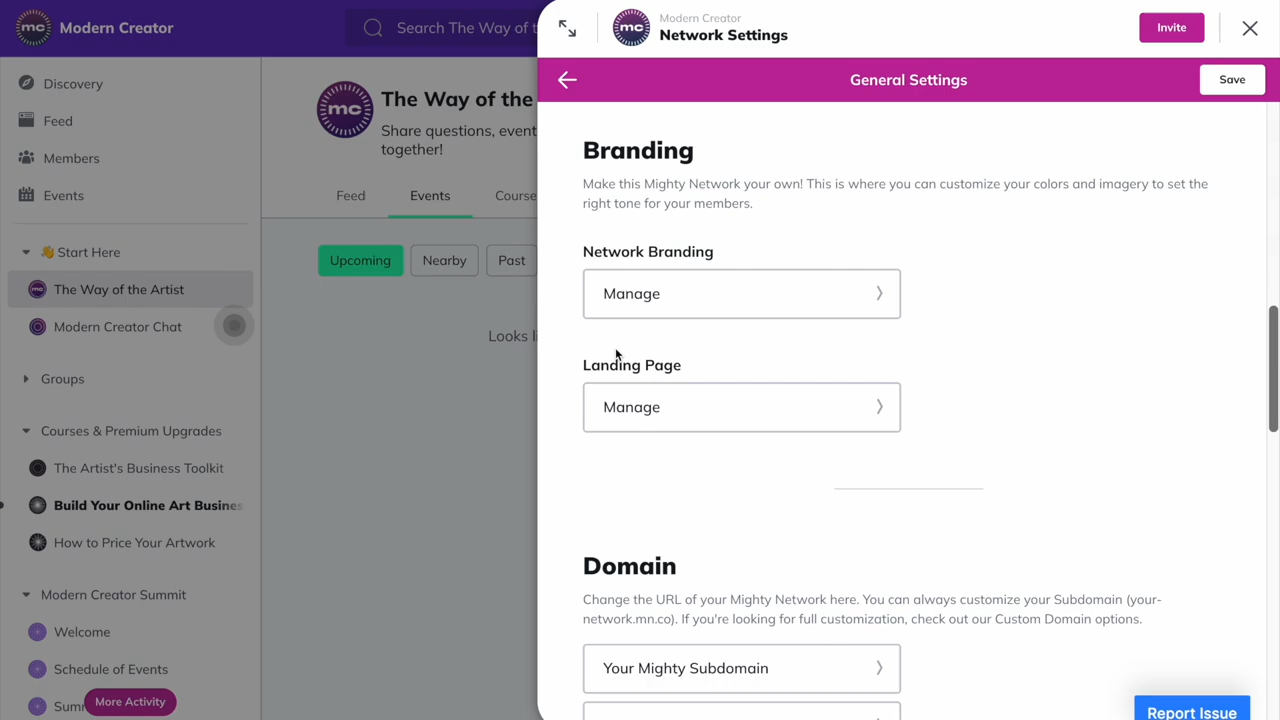 mc
Modern Creator
Search The Way of t
Discovery
Feed
Members
Events
👋 Start Here
The Way of the Artist
Modern Creator Chat
Groups
Courses & Premium Upgrades
The Artist's Business Toolkit
Build Your Online Art Busines
How to Price Your Artwork
Modern Creator Summit
Welcome
Schedule of Events
Sum
More Activity
mc
The Way of the
Share questions, event
together!
Feed
Events
Course
Upcoming
Nearby
Past
Looks li
mc
Modern Creator
Network Settings
Invite
General Settings
Save
Branding
Make this Mighty Network your own! This is where you can customize your colors and imagery to set the
right tone for your members.
Network Branding
Manage
Landing Page
Manage
Domain
Change the URL of your Mighty Network here. You can always customize your Subdomain (your-
network.mn.co). If you're looking for full customization, check out our Custom Domain options.
Your Mighty Subdomain
Report Issue